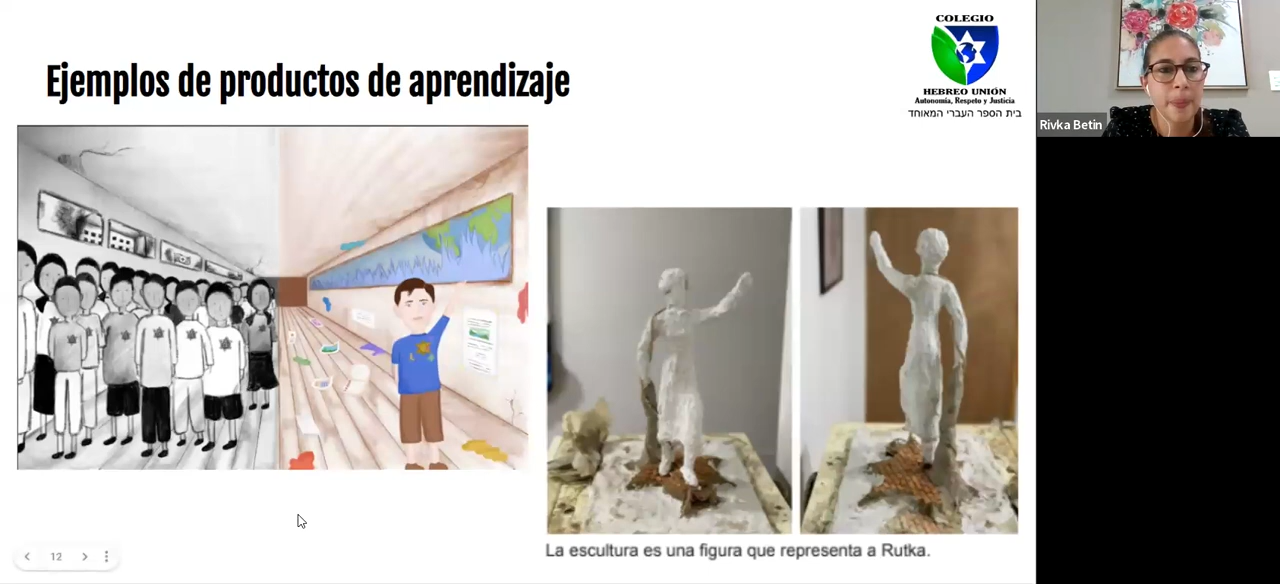 Ejemplos de productos de aprendizaje
COLEGIO
HEBREO UNIÓN
Autonomía, Respeto y Justicia
בית הספר העברי המאוחד
Rivka Betin
La escultura es una figura que representa a Rutka.
12